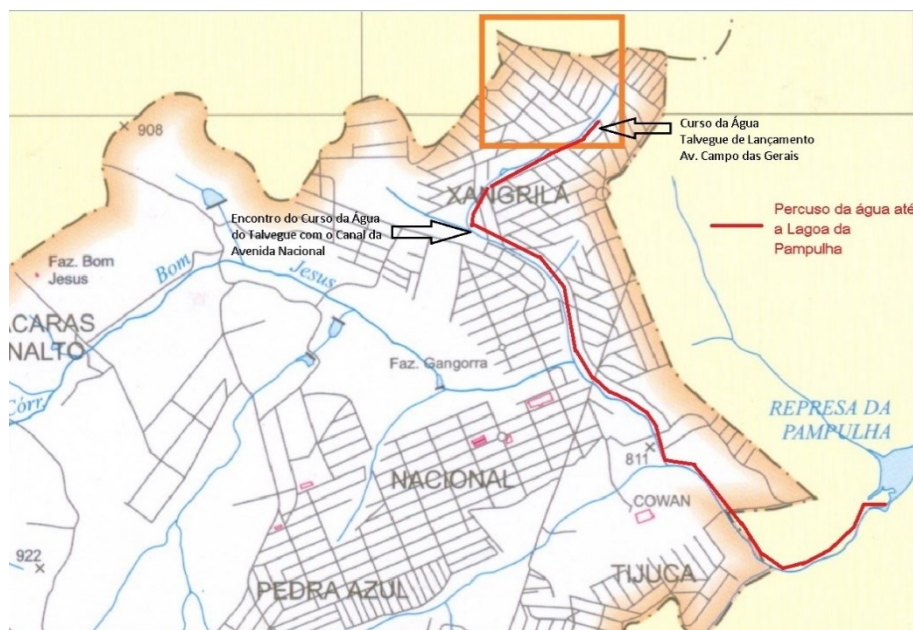 908
Curso da Água
Talvegue de Lançamento
Av. Campo das Gerais
XANGRILÁ
Encontro do Curso da Água
do Talvegue com o Canal da
Avenida Nacional
Percuso da água até
a Lagoa da
Pampulha
Faz. Bom
Jesus
Bom
Jesus
ACARAS
NALTO
Faz. Gangorra
Córr.
REPRESA DA
PAMPULHA
811
NACIONAL
COWAN
922
PEDRA AZUL
TIJUCA